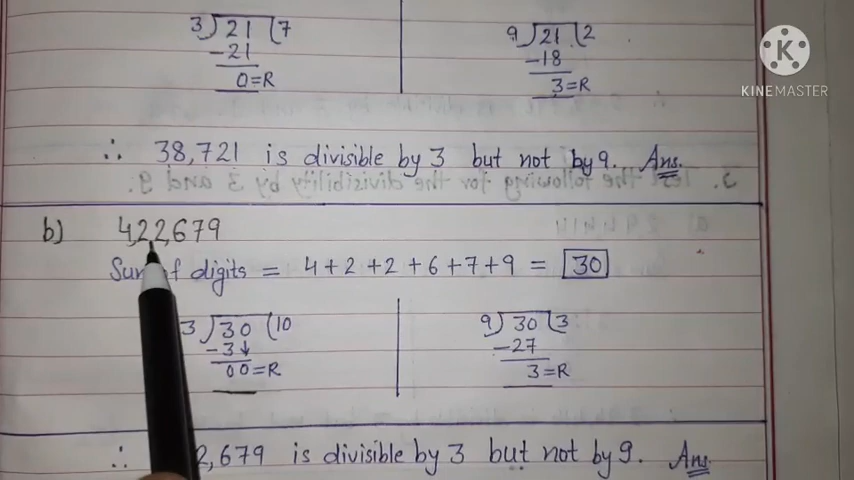 3) 21 (7
9) 21 (2
-21
-18
0=R
3=R
KINEMASTER
∴ 38,721 is divisible by 3 but not by 9. Ans.
b) 4,22,679
Sum of digits = 4+2+2+6+7+9 = 30
3) 30 (10
9) 30 (3
-3↓
-27
00=R
3=R
∴ 2,679 is divisible by 3 but not by 9. Ans.